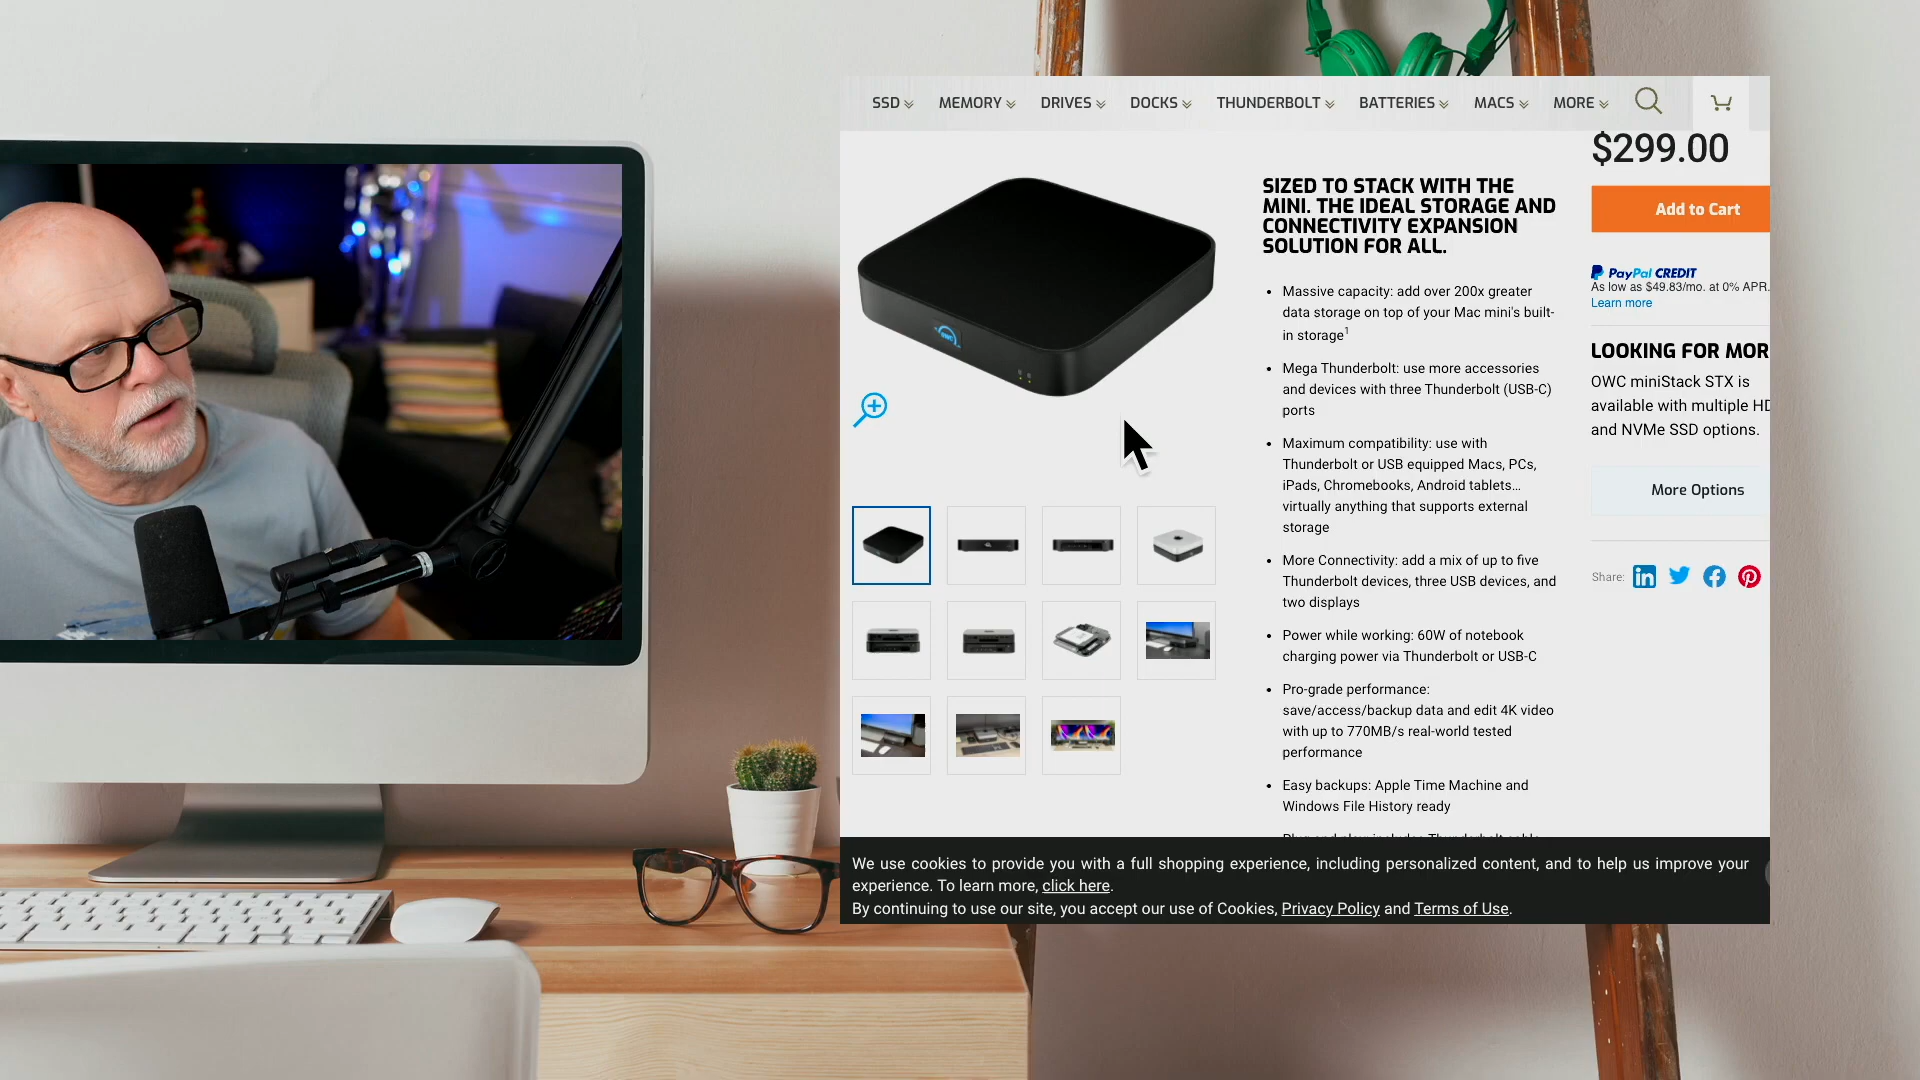 SSD MEMORY DRIVES DOCKS THUNDERBOLT BATTERIES MACS MORE
$299.00
Add to Cart
PayPal CREDIT
As low as $49.83/mo. at 0% APR.
Learn more
LOOKING FOR MOR
OWC miniStack STX is
available with multiple HD
and NVMe SSD options.
More Options
Share:
OWC
SIZED TO STACK WITH THE
MINI. THE IDEAL STORAGE AND
CONNECTIVITY EXPANSION
SOLUTION FOR ALL.
• Massive capacity: add over 200x greater
data storage on top of your Mac mini's built-
in storage1
• Mega Thunderbolt: use more accessories
and devices with three Thunderbolt (USB-C)
ports
• Maximum compatibility: use with
Thunderbolt or USB equipped Macs, PCs,
iPads, Chromebooks, Android tablets…
virtually anything that supports external
storage
• More Connectivity: add a mix of up to five
Thunderbolt devices, three USB devices, and
two displays
• Power while working: 60W of notebook
charging power via Thunderbolt or USB-C
• Pro-grade performance:
save/access/backup data and edit 4K video
with up to 770MB/s real-world tested
performance
• Easy backups: Apple Time Machine and
Windows File History ready
We use cookies to provide you with a full shopping experience, including personalized content, and to help us improve your
experience. To learn more, click here.
By continuing to use our site, you accept our use of Cookies, Privacy Policy and Terms of Use.